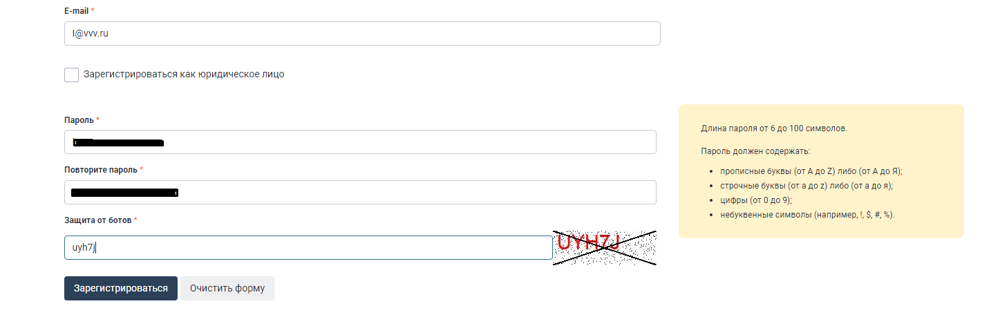 E-mail *
l@vvv.ru
Зарегистрироваться как юридическое лицо
Пароль *
Повторите пароль *
Защита от ботов *
uyh7j
UYH7J
Зарегистрироваться
Очистить форму
Длина пароля от 6 до 100 символов.
Пароль должен содержать:
• прописные буквы (от A до Z) либо (от А до Я);
• строчные буквы (от a до z) либо (от а до я);
• цифры (от 0 до 9);
• небуквенные символы (например, !, $, #, %).